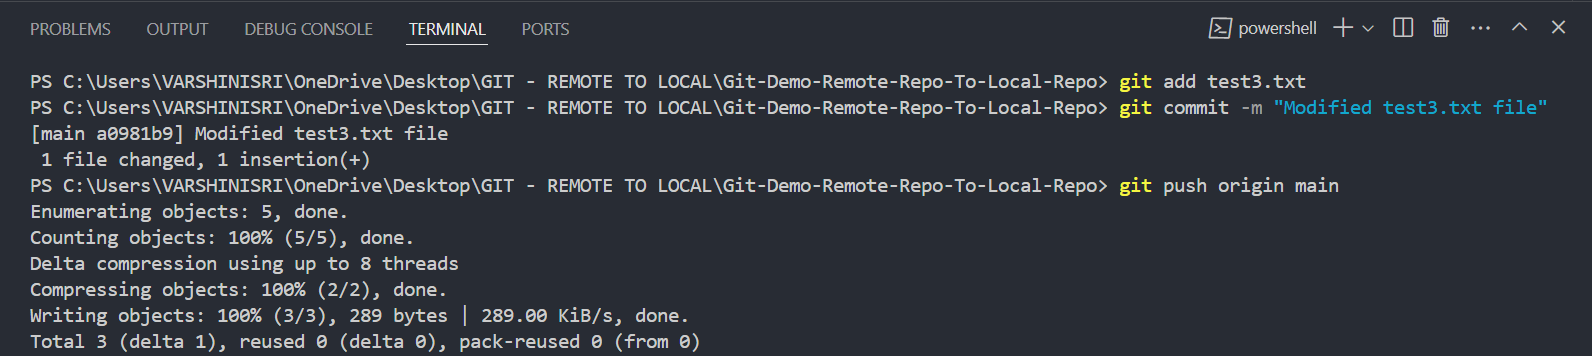 PROBLEMS OUTPUT DEBUG CONSOLE TERMINAL PORTS powershell
PS C:\Users\VARSHINISRI\OneDrive\Desktop\GIT - REMOTE TO LOCAL\Git-Demo-Remote-Repo-To-Local-Repo> git add test3.txt
PS C:\Users\VARSHINISRI\OneDrive\Desktop\GIT - REMOTE TO LOCAL\Git-Demo-Remote-Repo-To-Local-Repo> git commit -m "Modified test3.txt file"
[main a0981b9] Modified test3.txt file
 1 file changed, 1 insertion(+)
PS C:\Users\VARSHINISRI\OneDrive\Desktop\GIT - REMOTE TO LOCAL\Git-Demo-Remote-Repo-To-Local-Repo> git push origin main
Enumerating objects: 5, done.
Counting objects: 100% (5/5), done.
Delta compression using up to 8 threads
Compressing objects: 100% (2/2), done.
Writing objects: 100% (3/3), 289 bytes | 289.00 KiB/s, done.
Total 3 (delta 1), reused 0 (delta 0), pack-reused 0 (from 0)